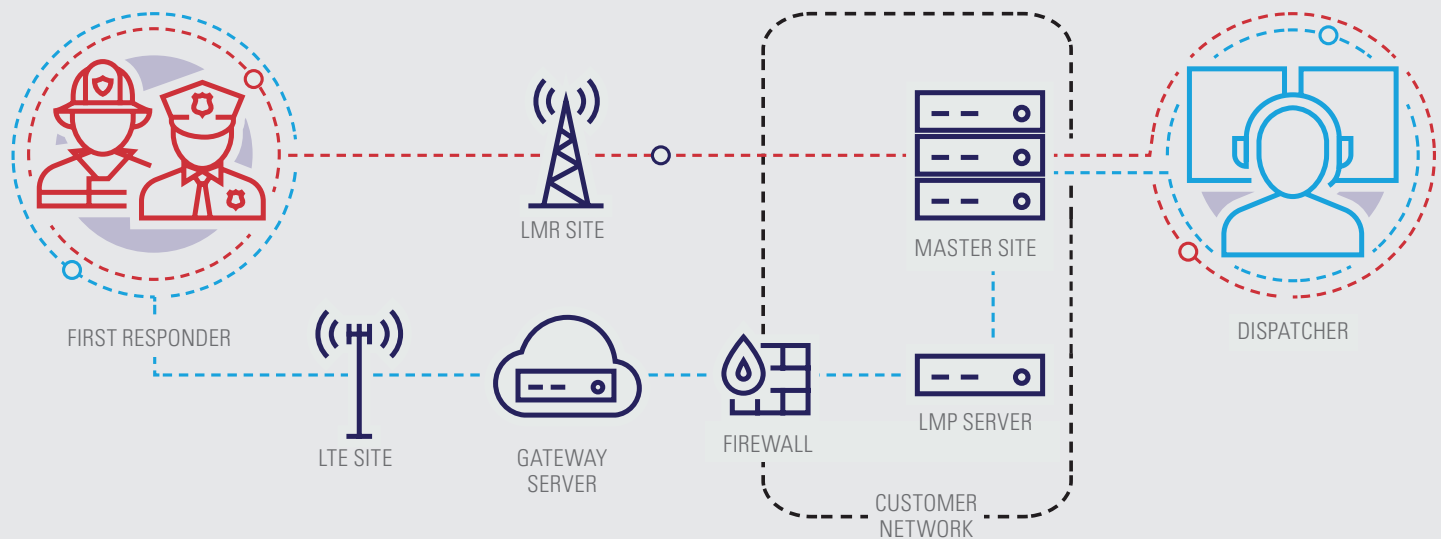 LMR SITE
MASTER SITE
FIRST RESPONDER
DISPATCHER
LTE SITE
GATEWAY
SERVER
FIREWALL
LMP SERVER
CUSTOMER
NETWORK